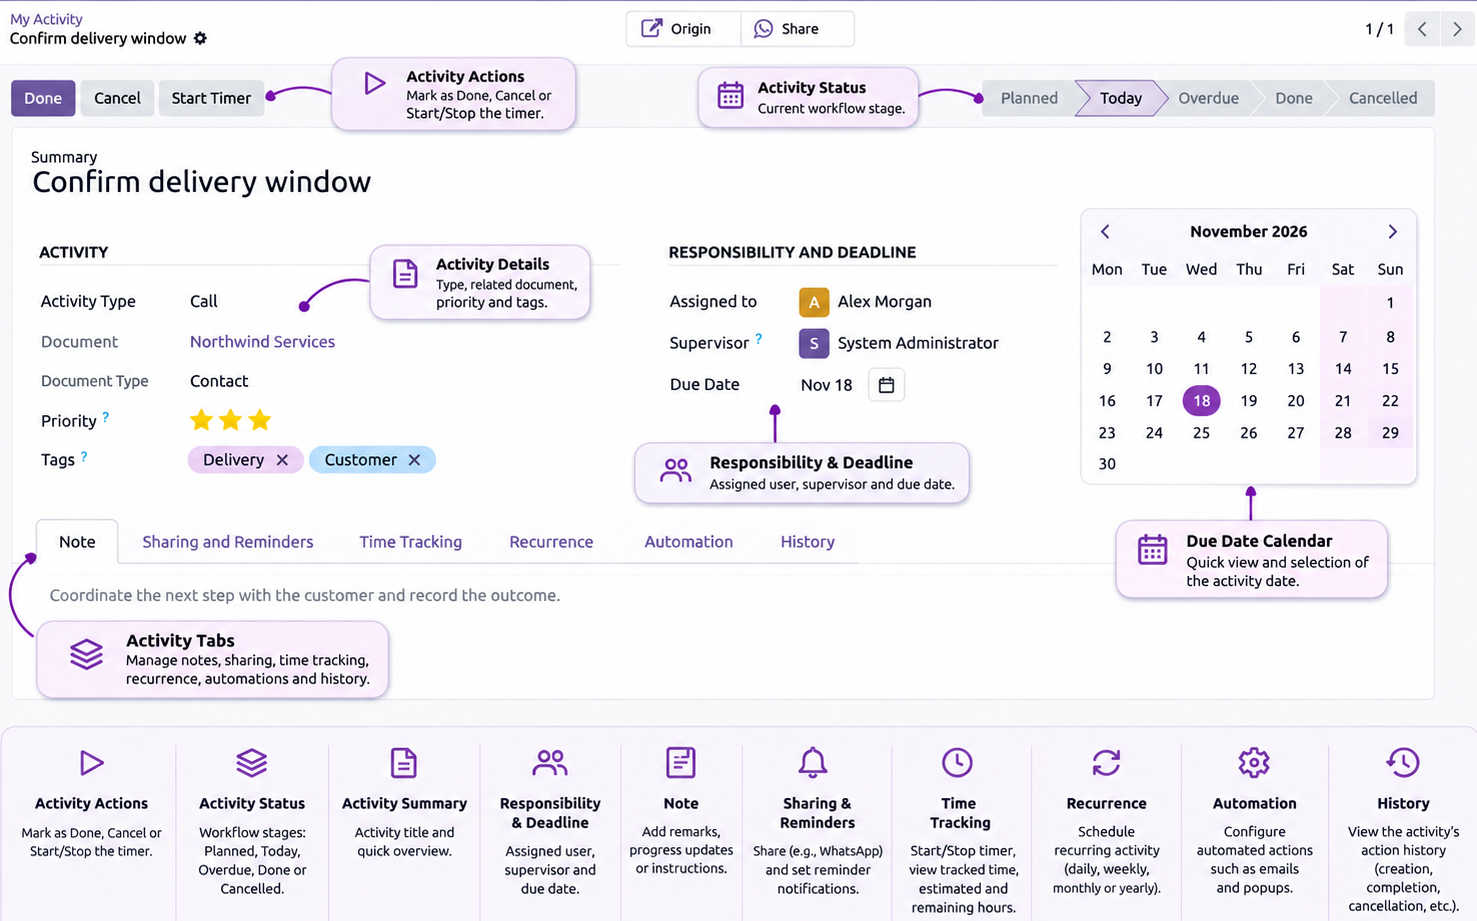 My Activity
Confirm delivery window
Origin
Share
1 / 1
Done
Cancel
Start Timer
Activity Actions
Mark as Done, Cancel or
Start/Stop the timer.
Activity Status
Current workflow stage.
Planned
Today
Overdue
Done
Cancelled
Summary
Confirm delivery window
ACTIVITY
Activity Details
Type, related document,
priority and tags.
Activity Type
Call
Document
Northwind Services
Document Type
Contact
Priority ?
Tags ?
Delivery ✕
Customer ✕
RESPONSIBILITY AND DEADLINE
Assigned to
A
Alex Morgan
Supervisor ?
S
System Administrator
Due Date
Nov 18
Responsibility & Deadline
Assigned user, supervisor and due date.
November 2026
Mon Tue Wed Thu Fri Sat Sun
1
2 3 4 5 6 7 8
9 10 11 12 13 14 15
16 17 18 19 20 21 22
23 24 25 26 27 28 29
30
Due Date Calendar
Quick view and selection of
the activity date.
Note
Sharing and Reminders
Time Tracking
Recurrence
Automation
History
Coordinate the next step with the customer and record the outcome.
Activity Tabs
Manage notes, sharing, time tracking,
recurrence, automations and history.
Activity Actions
Mark as Done, Cancel or
Start/Stop the timer.
Activity Status
Workflow stages:
Planned, Today,
Overdue, Done or
Cancelled.
Activity Summary
Activity title and
quick overview.
Responsibility
& Deadline
Assigned user,
supervisor and
due date.
Note
Add remarks,
progress updates
or instructions.
Sharing &
Reminders
Share (e.g., WhatsApp)
and set reminder
notifications.
Time
Tracking
Start/Stop timer,
view tracked time,
estimated and
remaining hours.
Recurrence
Schedule
recurring activity
(daily, weekly,
monthly or yearly).
Automation
Configure
automated actions
such as emails
and popups.
History
View the activity's
action history
(creation,
completion,
cancellation, etc.).